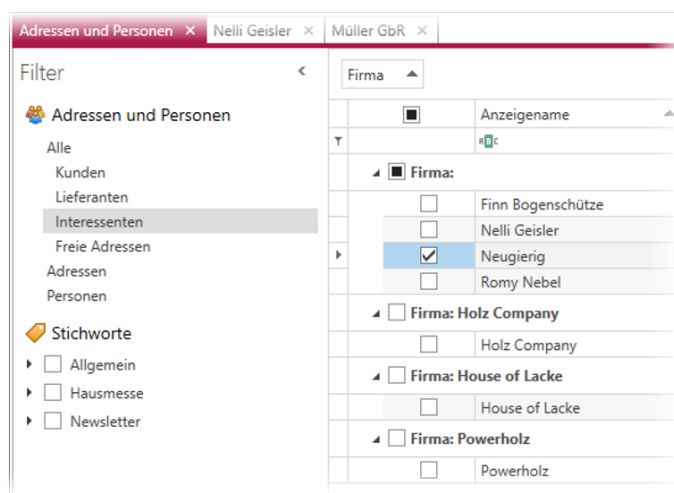 Adressen und Personen × Nelli Geisler × Müller GbR ×
Filter
Adressen und Personen
Alle
Kunden
Lieferanten
Interessenten
Freie Adressen
Adressen
Personen
Stichworte
Allgemein
Hausmesse
Newsletter
Firma
Anzeigename
ABC
Firma:
Finn Bogenschütze
Nelli Geisler
Neugierig
Romy Nebel
Firma: Holz Company
Holz Company
Firma: House of Lacke
House of Lacke
Firma: Powerholz
Powerholz